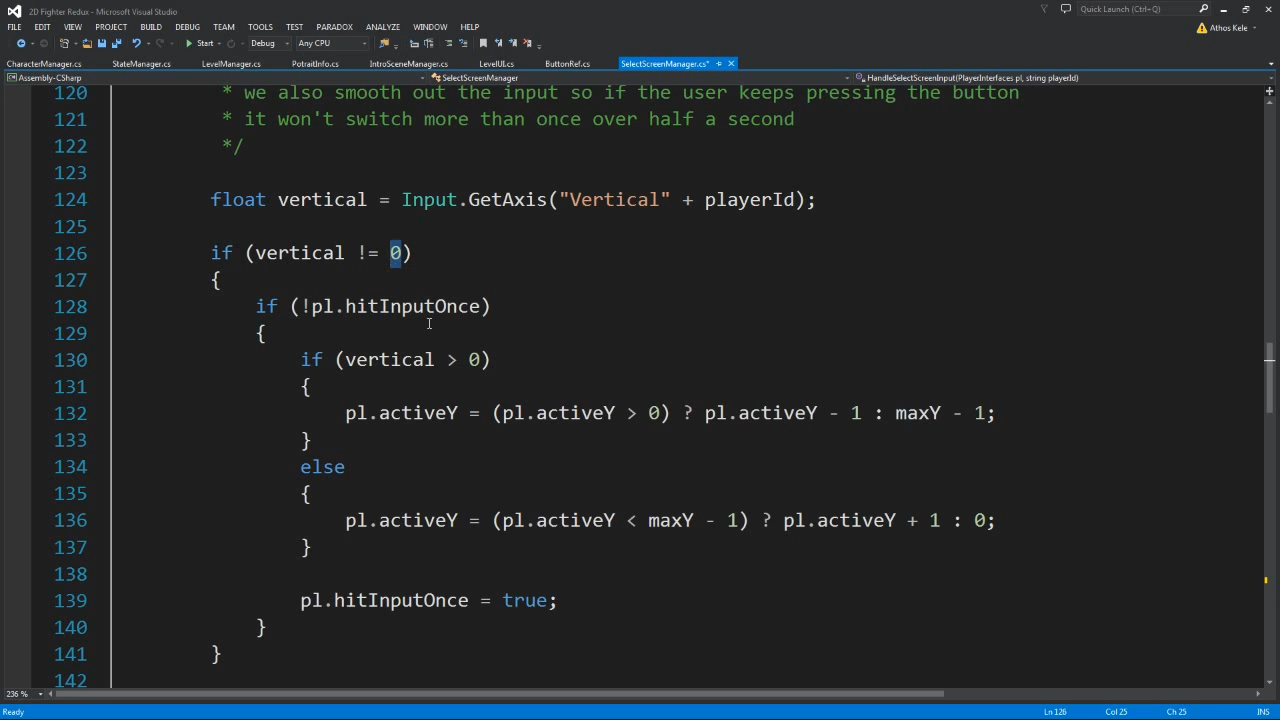 2D Fighter Redux - Microsoft Visual Studio
Quick Launch (Ctrl+Q)
FILE EDIT VIEW PROJECT BUILD DEBUG TEAM TOOLS TEST PARADOX ANALYZE WINDOW HELP
Athos Kele
Start Debug Any CPU
CharacterManager.cs StateManager.cs LevelManager.cs PotraitInfo.cs IntroSceneManager.cs LevelUI.cs ButtonRef.cs SelectScreenManager.cs*
Assembly-CSharp SelectScreenManager HandleSelectScreenInput(PlayerInterfaces pl, string playerId)
120 * we also smooth out the input so if the user keeps pressing the button
121 * it won't switch more than once over half a second
122 */
123
124 float vertical = Input.GetAxis("Vertical" + playerId);
125
126 if (vertical != 0)
127 {
128 if (!pl.hitInputOnce)
129 {
130 if (vertical > 0)
131 {
132 pl.activeY = (pl.activeY > 0) ? pl.activeY - 1 : maxY - 1;
133 }
134 else
135 {
136 pl.activeY = (pl.activeY < maxY - 1) ? pl.activeY + 1 : 0;
137 }
138
139 pl.hitInputOnce = true;
140 }
141 }
142
236 %
Ready Ln 126 Col 25 Ch 25 INS